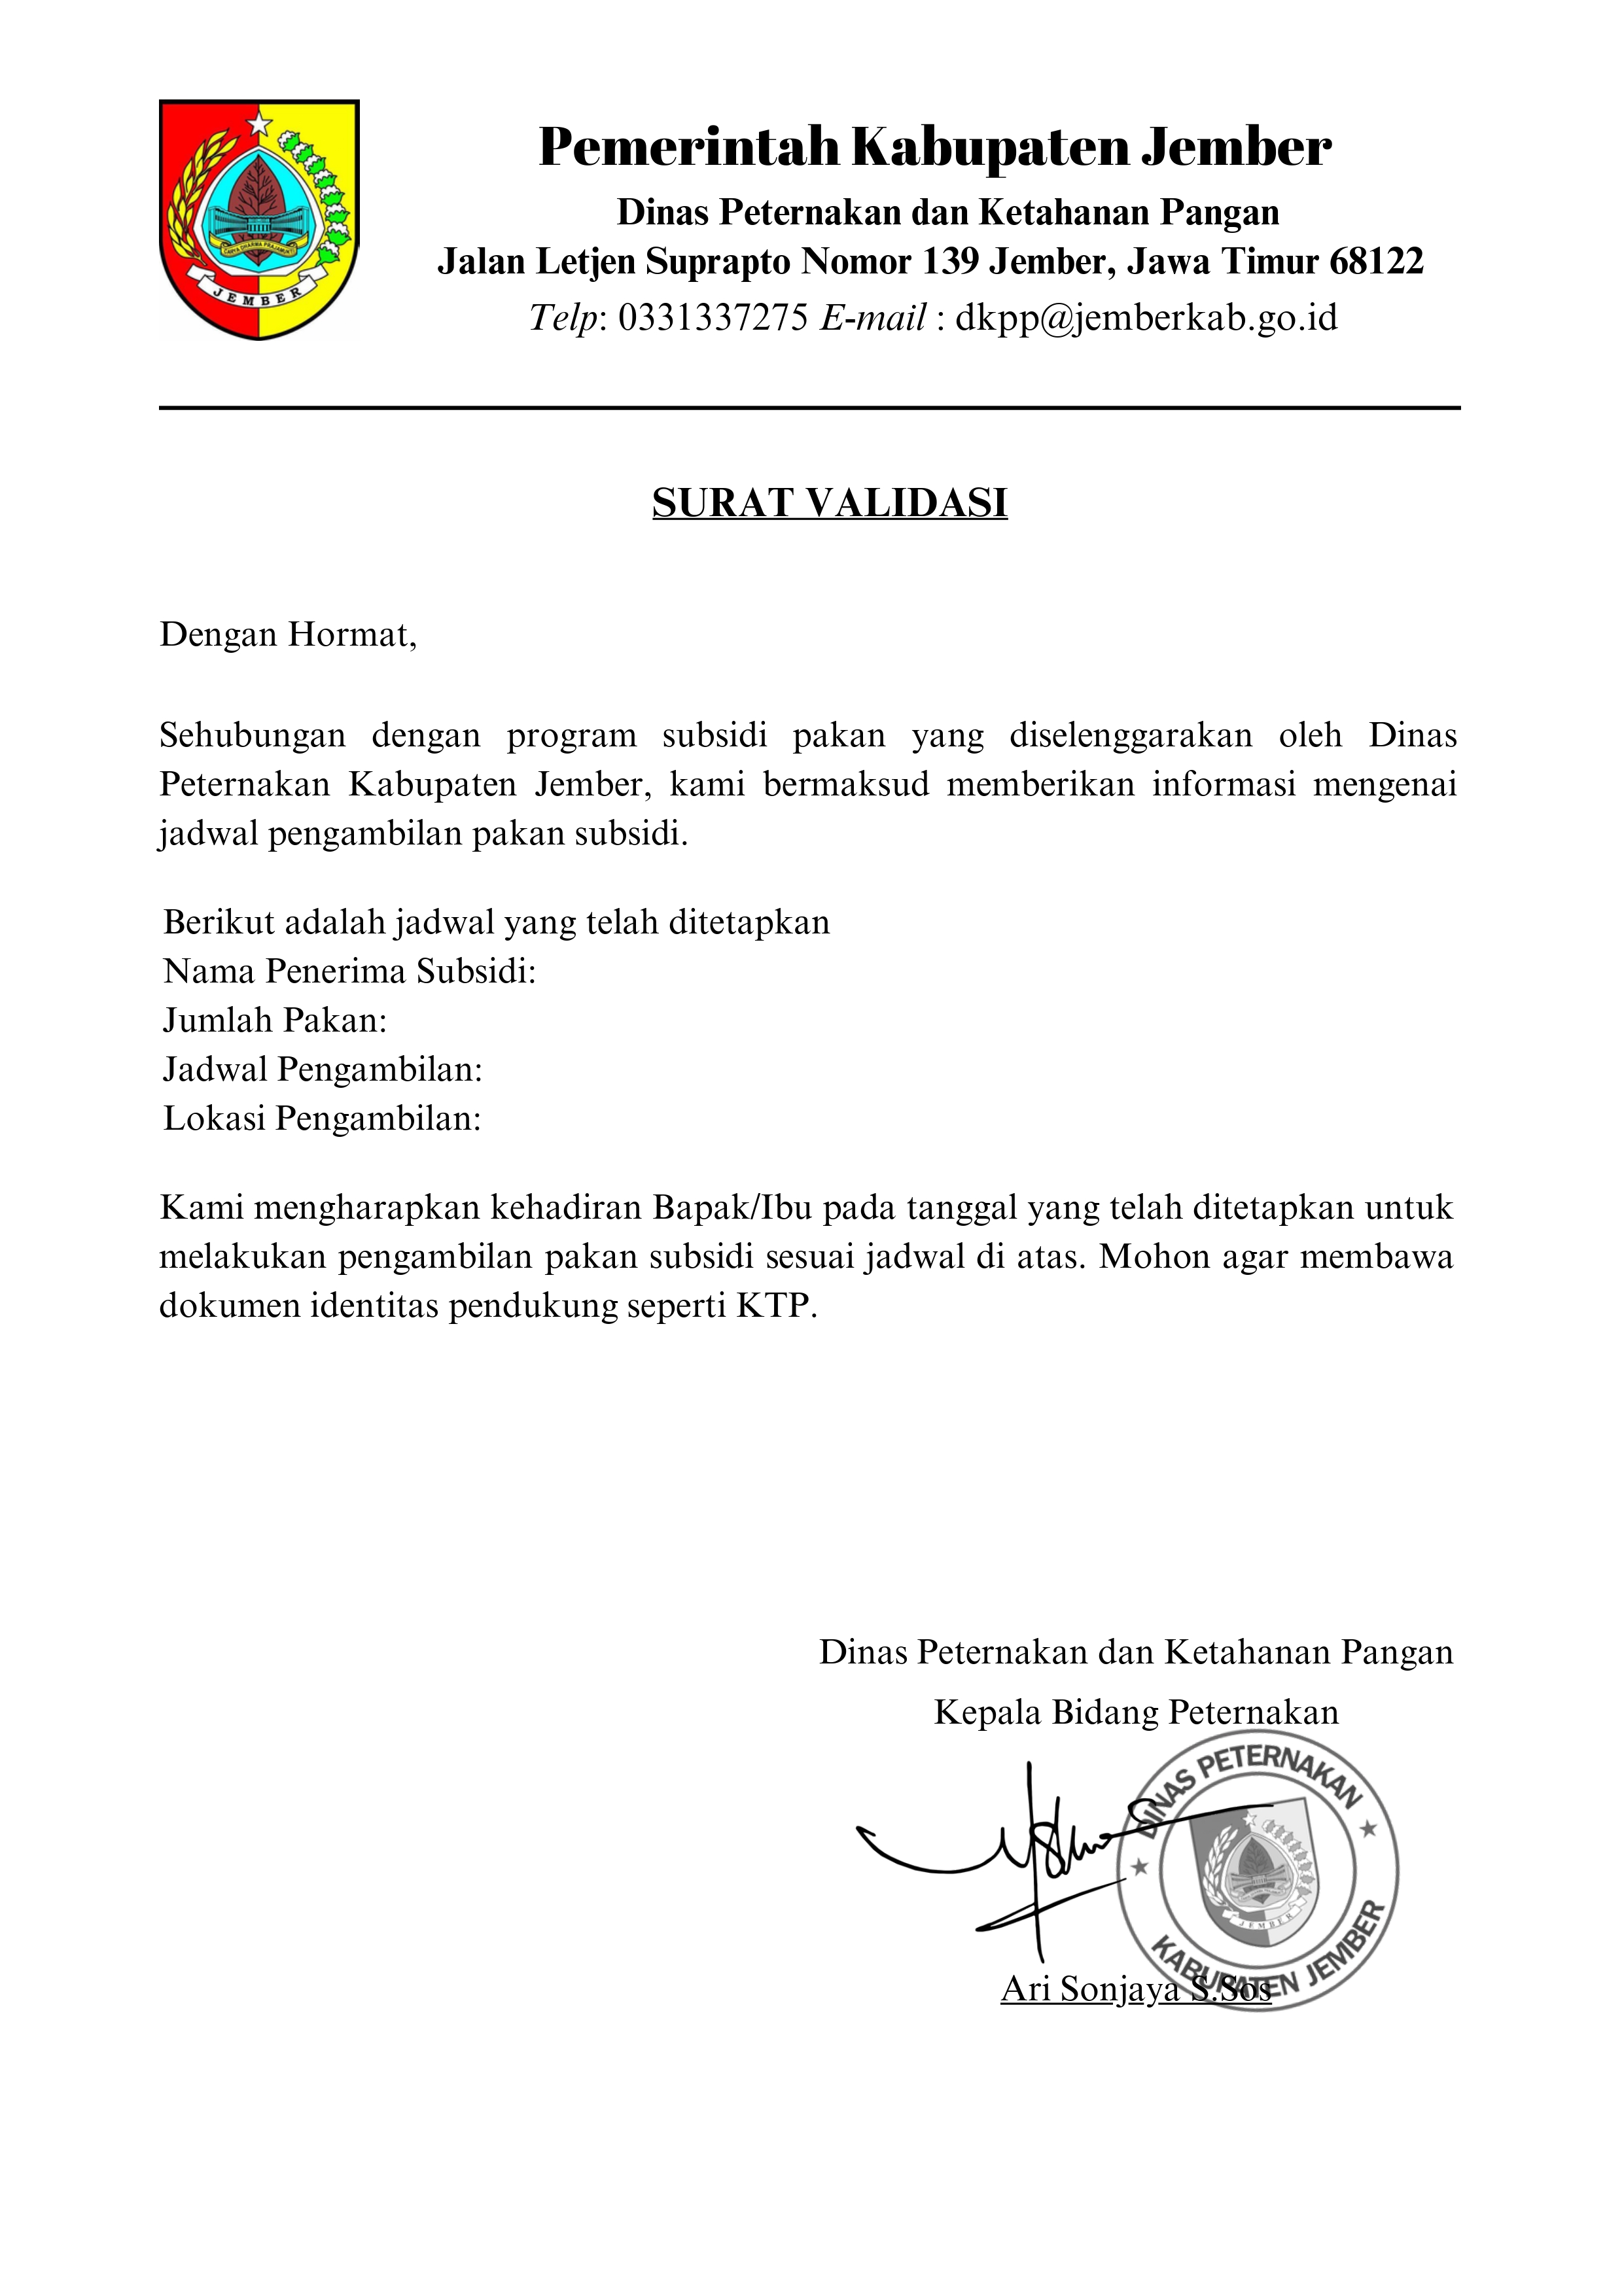 Pemerintah Kabupaten Jember
Dinas Peternakan dan Ketahanan Pangan
Jalan Letjen Suprapto Nomor 139 Jember, Jawa Timur 68122
Telp: 0331337275 E-mail : dkpp@jemberkab.go.id
JEMBER
SURAT VALIDASI
Dengan Hormat,
Sehubungan dengan program subsidi pakan yang diselenggarakan oleh Dinas
Peternakan Kabupaten Jember, kami bermaksud memberikan informasi mengenai
jadwal pengambilan pakan subsidi.
Berikut adalah jadwal yang telah ditetapkan
Nama Penerima Subsidi:
Jumlah Pakan:
Jadwal Pengambilan:
Lokasi Pengambilan:
Kami mengharapkan kehadiran Bapak/Ibu pada tanggal yang telah ditetapkan untuk
melakukan pengambilan pakan subsidi sesuai jadwal di atas. Mohon agar membawa
dokumen identitas pendukung seperti KTP.
Dinas Peternakan dan Ketahanan Pangan
Kepala Bidang Peternakan
DINAS PETERNAKAN
JEMBER
KABUPATEN JEMBER
Ari Sonjaya S.Sos